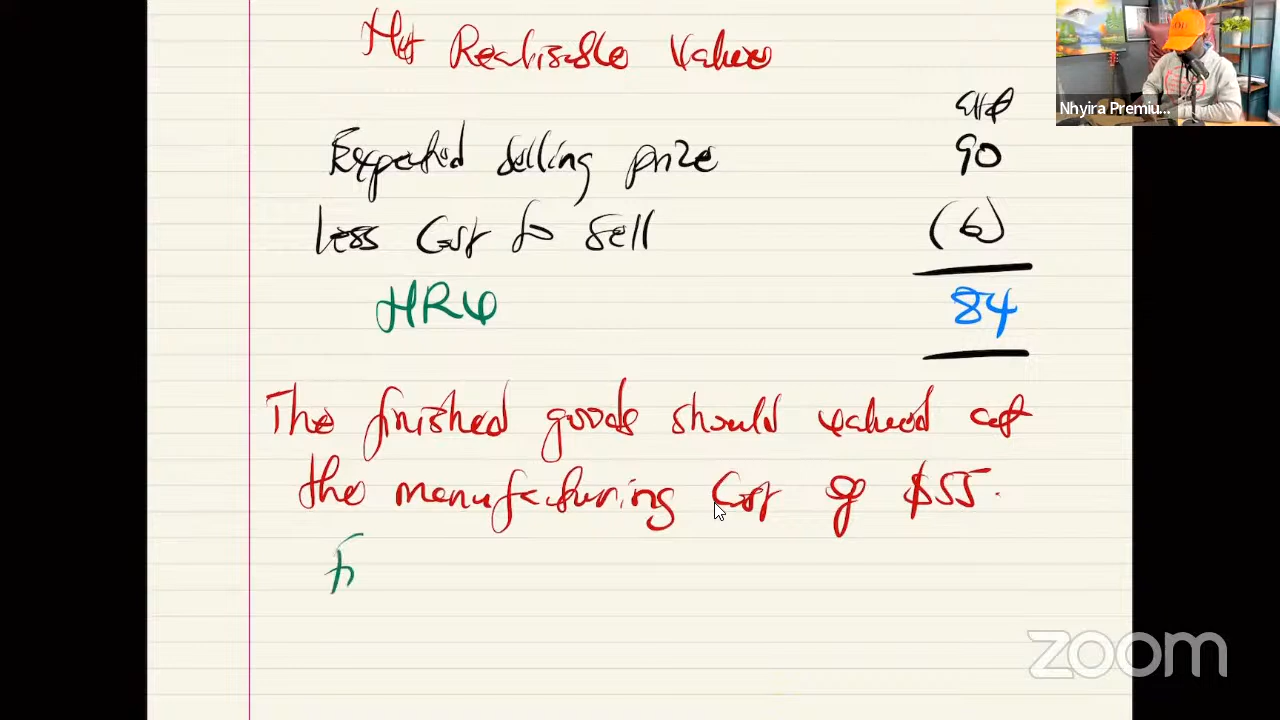 Net Realisable Value
GH¢
Expected Selling price 90
less Cost to Sell (6)
NRV 84
The finished goods should valued at
the manufacturing Cost of $55.
F
Nhyira Premiu...
zoom